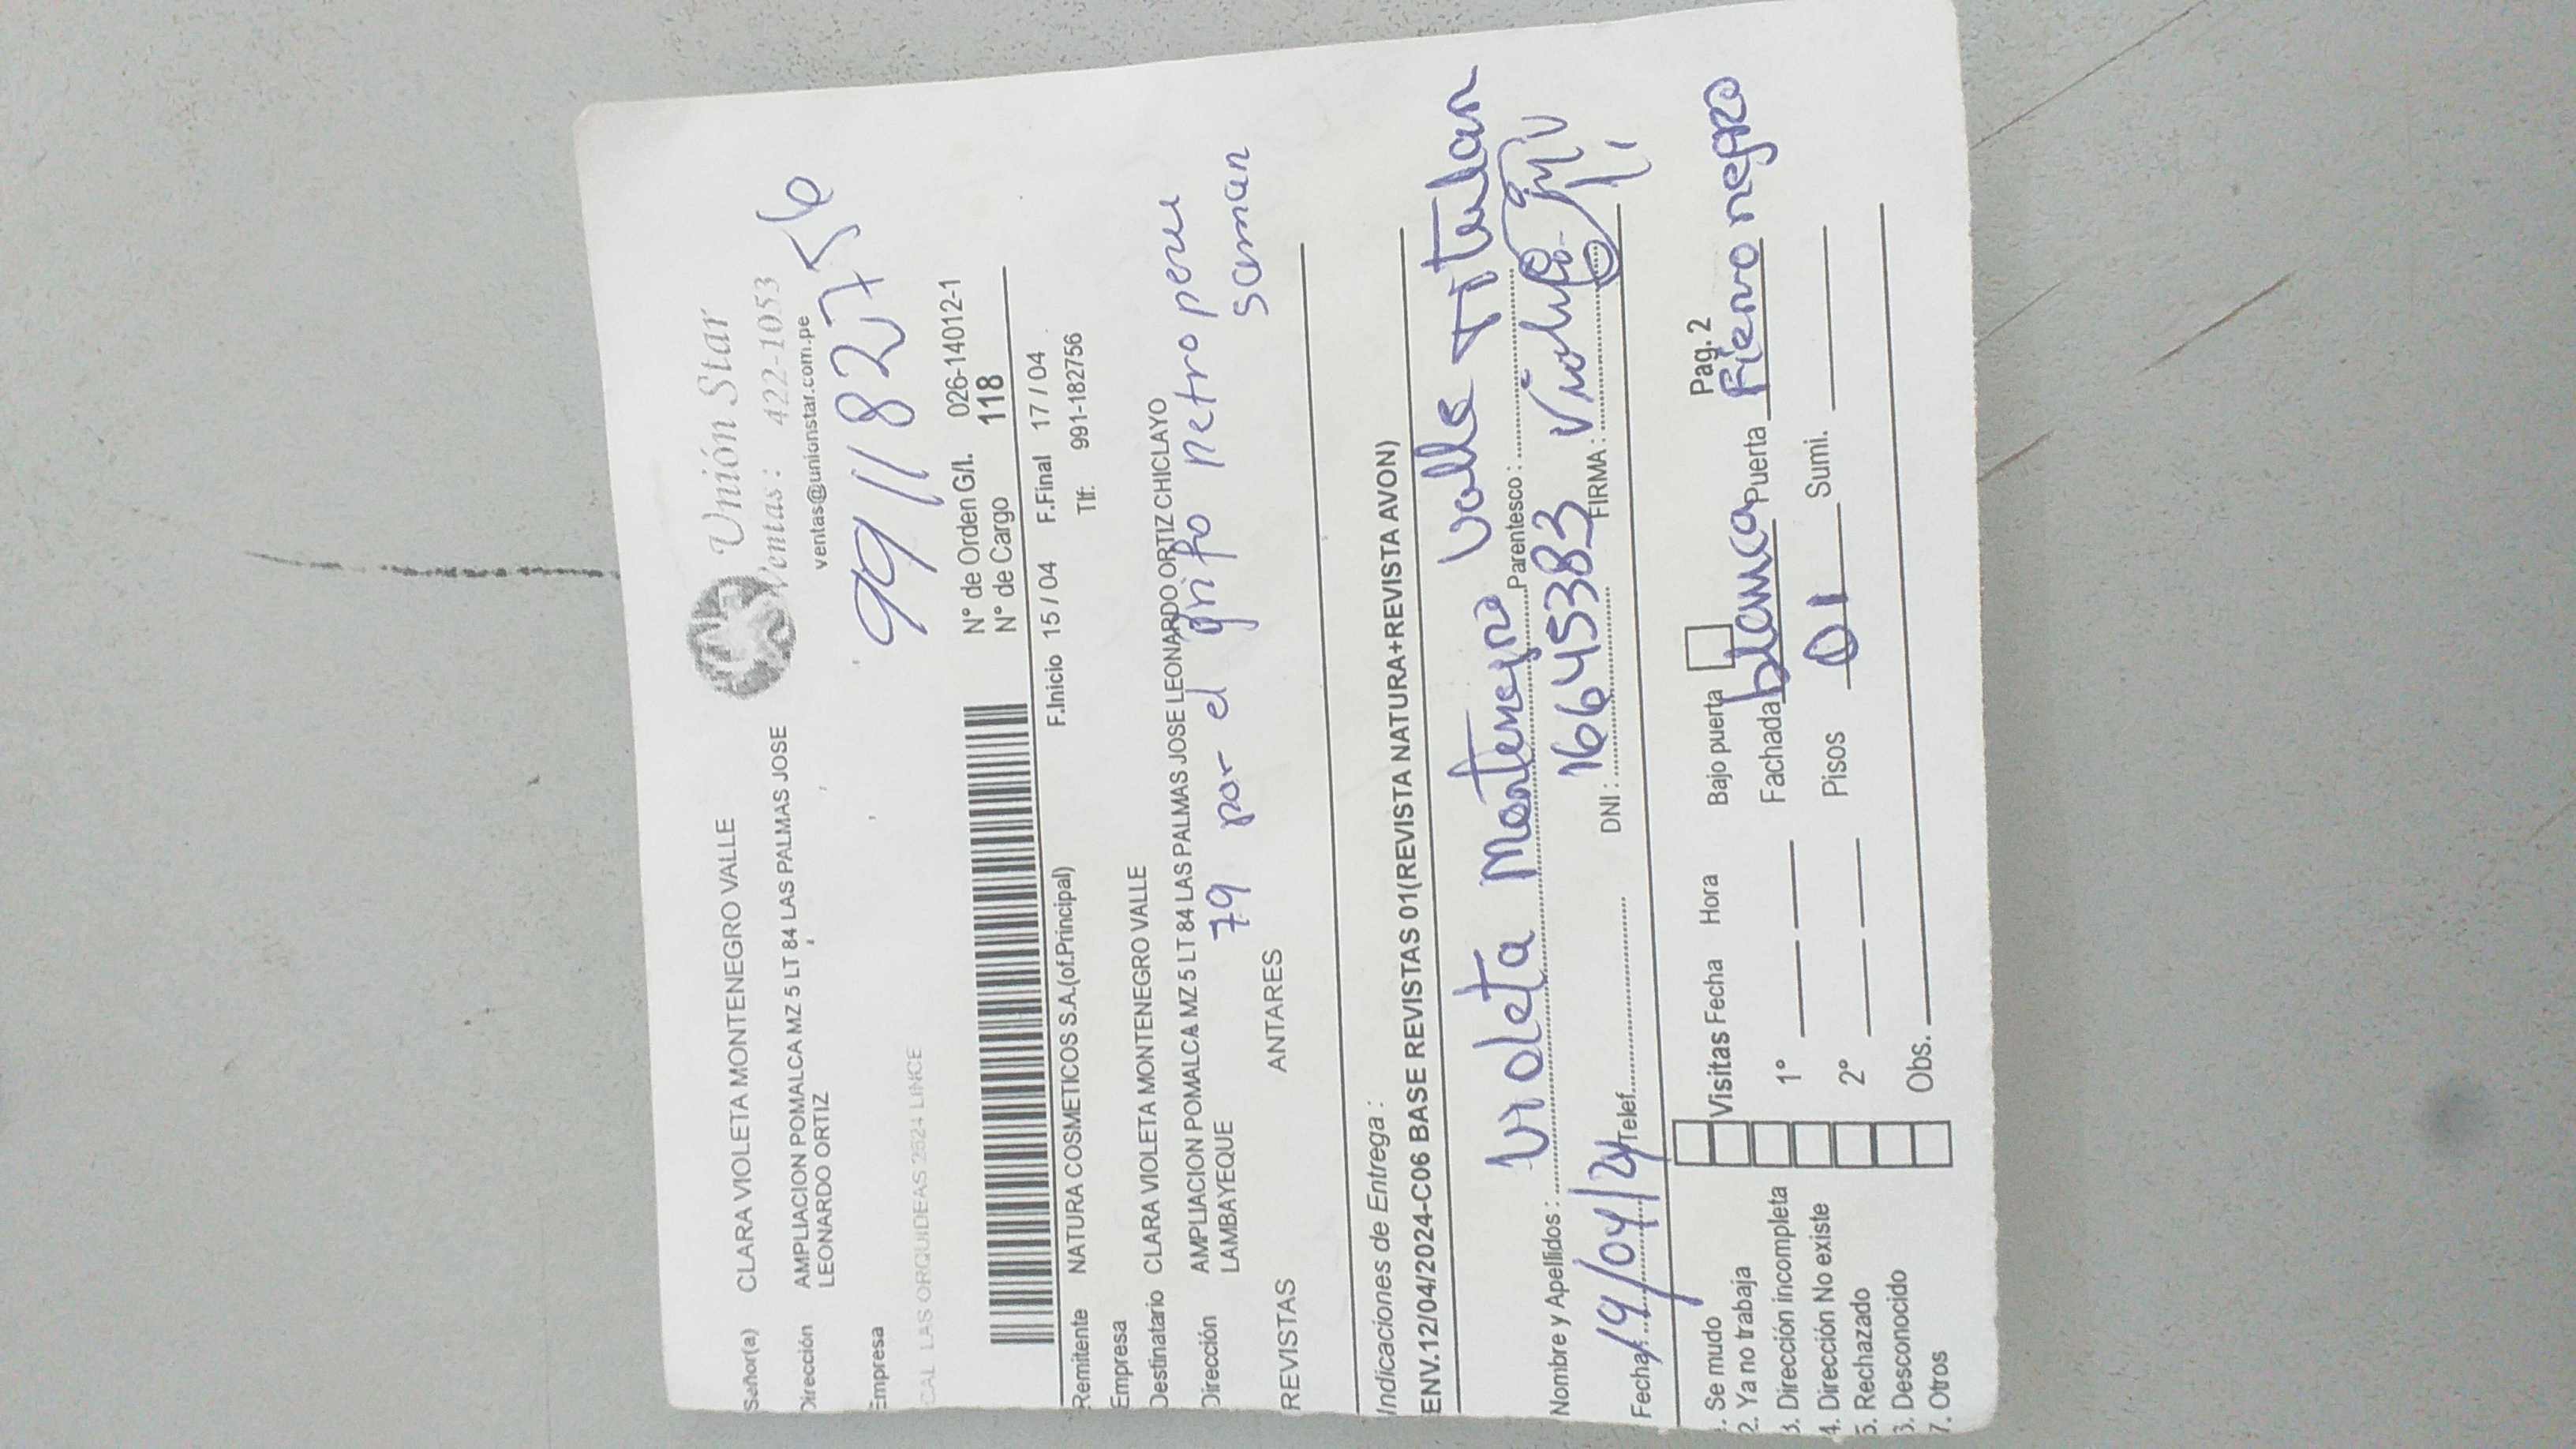 Señor(a) CLARA VIOLETA MONTENEGRO VALLE
Unión Star
Dirección AMPLIACION POMALCA MZ 5 LT 84 LAS PALMAS JOSE
LEONARDO ORTIZ
Ventas: 422-1053
ventas@unionstar.com.pe
Empresa
991182756
CAL LAS ORQUIDEAS 2624 LINCE
N° de Orden G/I. 026-14012-1
N° de Cargo 118
F.Inicio 15 / 04 F.Final 17 / 04
Remitente NATURA COSMETICOS S.A.(of.Principal)
Tlf: 991-182756
Empresa
Destinatario CLARA VIOLETA MONTENEGRO VALLE
Dirección AMPLIACION POMALCA MZ 5 LT 84 LAS PALMAS JOSE LEONARDO ORTIZ CHICLAYO
LAMBAYEQUE
79 por el grifo petro peru
saman
REVISTAS ANTARES
Indicaciones de Entrega :
ENV.12/04/2024-C06 BASE REVISTAS 01(REVISTA NATURA+REVISTA AVON)
Nombre y Apellidos : Violeta Montenegro Valle Titular
Parentesco :
Fecha: 19/04/24 Telef. DNI : 16645383 FIRMA :
Pag. 2
1. Se mudo
2. Ya no trabaja
3. Dirección incompleta
4. Dirección No existe
5. Rechazado
6. Desconocido
7. Otros
Visitas Fecha Hora Bajo puerta
1° Fachada blanca Puerta Fierro negro
2° Pisos 01 Sumi.
Obs.